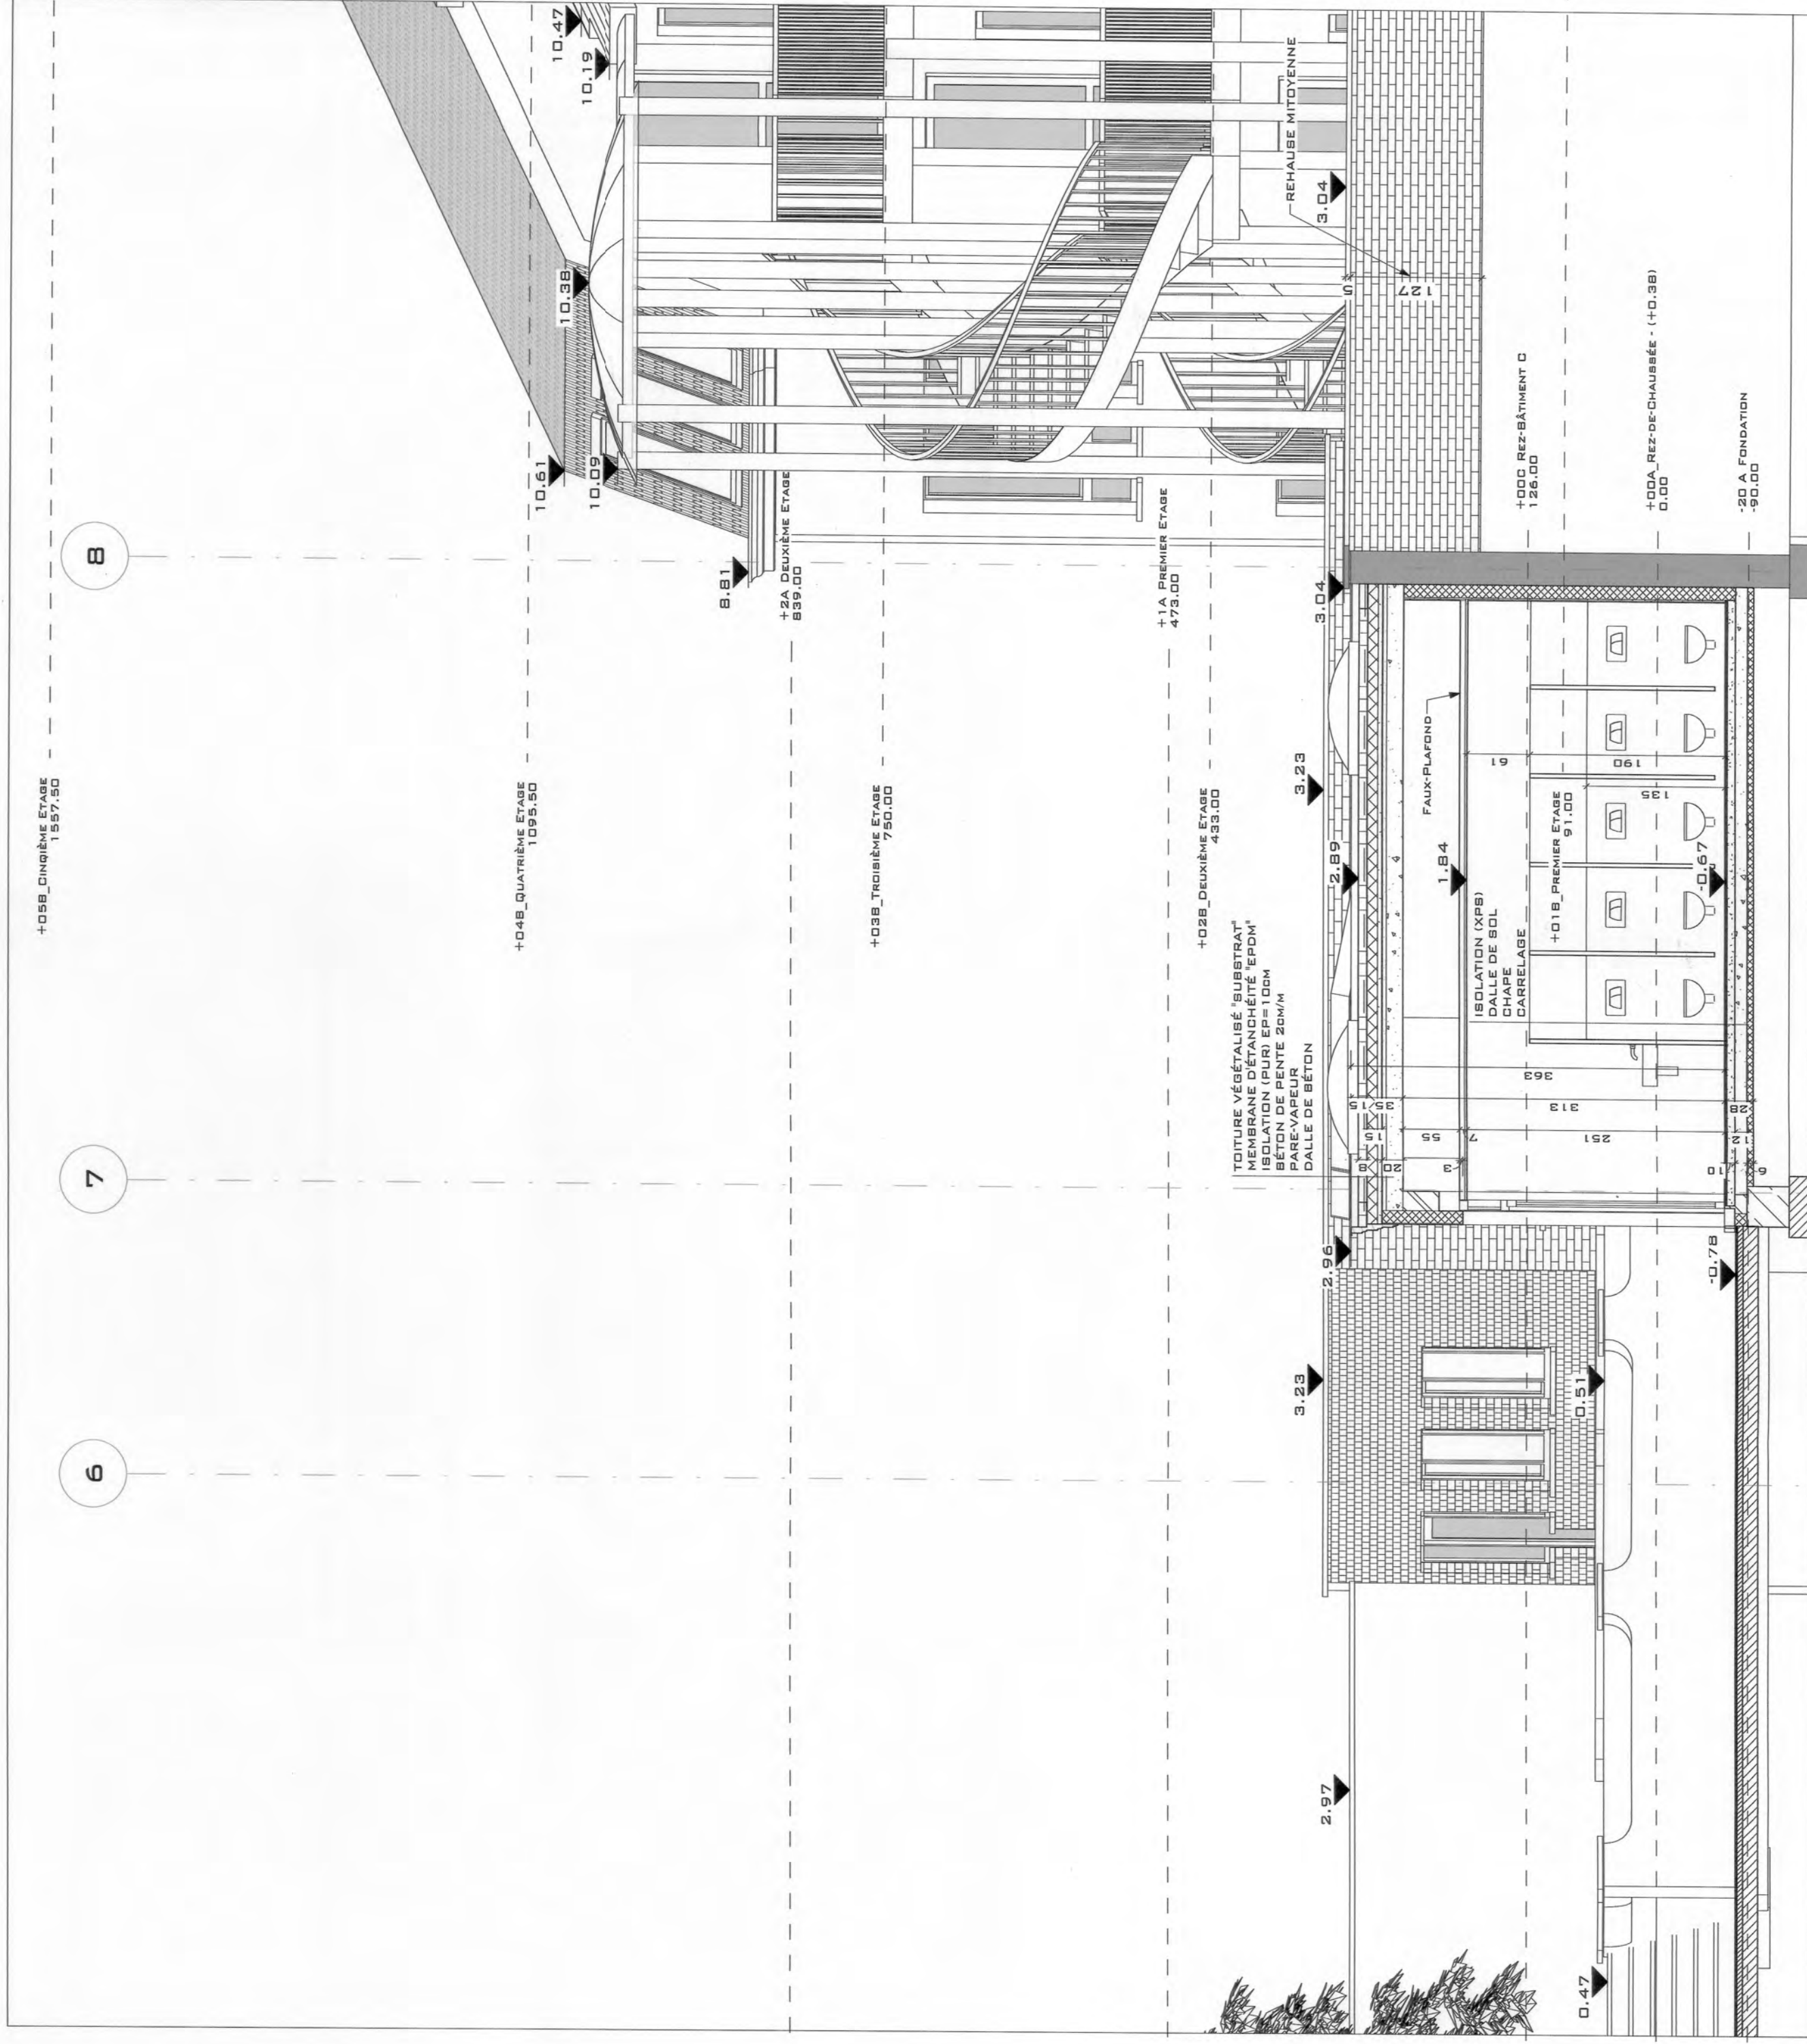 8
7
6
+05B_CINQIÈME ETAGE
1557.50
+04B_QUATRIÈME ETAGE
1095.50
+03B_TROISIÈME ETAGE
750.00
+02B_DEUXIÈME ETAGE
433.00
+2A DEUXIÈME ETAGE
839.00
+1A PREMIER ETAGE
473.00
10.47
10.19
10.38
10.61
10.09
8.81
REHAUSE MITOYENNE
3.04
5
127
+00C REZ-BÂTIMENT C
126.00
+00A_REZ-DE-CHAUSSÉE - (+0.38)
0.00
-20 A FONDATION
-90.00
3.04
3.23
2.89
FAUX-PLAFOND
1.84
61
190
135
+01B_PREMIER ETAGE
91.00
-0.67
ISOLATION (XPS)
DALLE DE SOL
CHAPE
CARRELAGE
TOITURE VÉGÉTALISÉ "SUBSTRAT"
MEMBRANE D'ÉTANCHÉITÉ "EPDM"
ISOLATION (PUR) EP=10CM
BÉTON DE PENTE 2CM/M
PARE-VAPEUR
DALLE DE BÉTON
363
15
35
313
28
15
55
7
251
12
8
20
3
10
6
2.96
-0.78
3.23
0.51
2.97
0.47